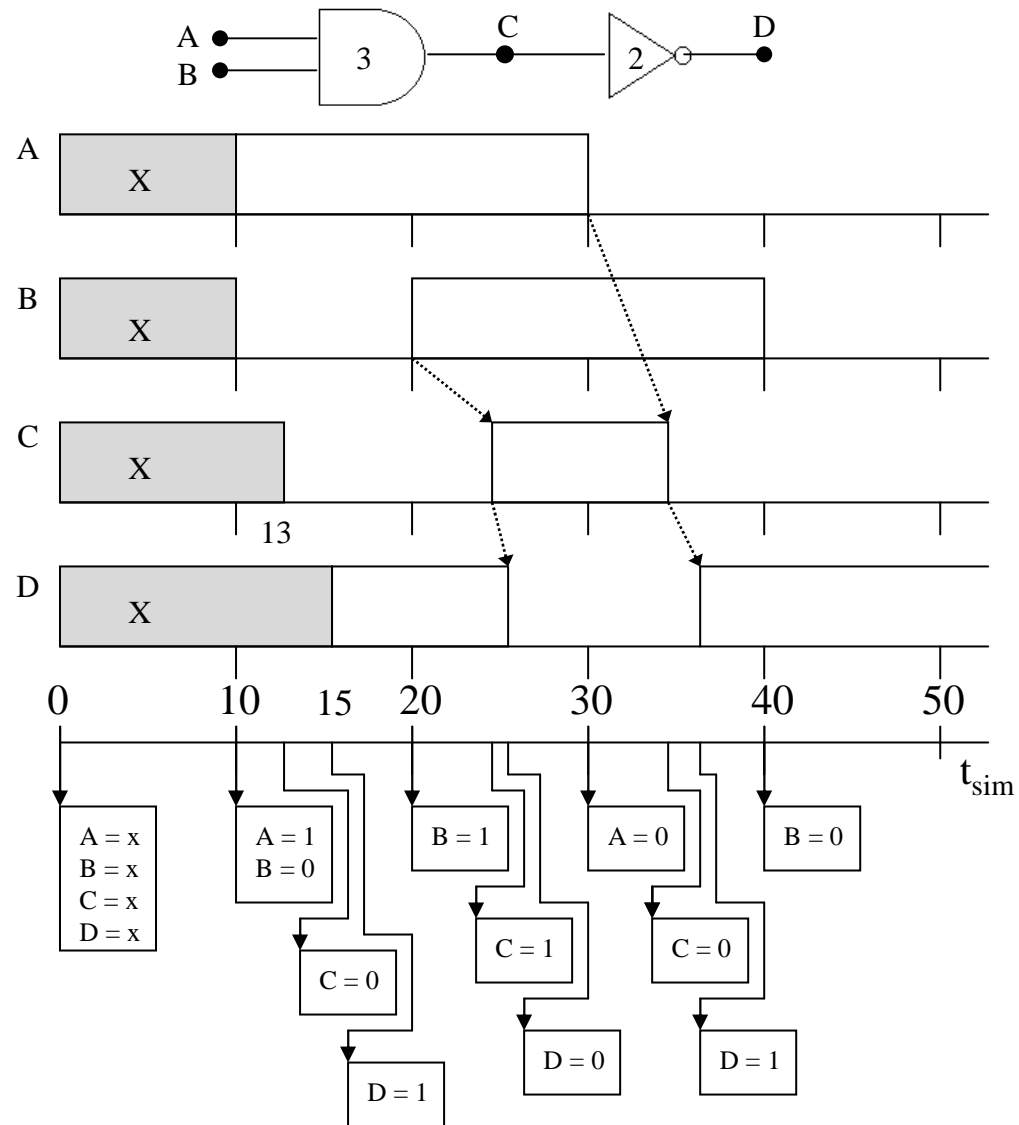 C
D
A
B
3
2
A
X
B
X
C
X
13
D
X
0 10 15 20 30 40 50
t_sim
A = x
B = x
C = x
D = x
A = 1
B = 0
B = 1
A = 0
B = 0
C = 1
C = 0
C = 0
D = 0
D = 1
D = 1